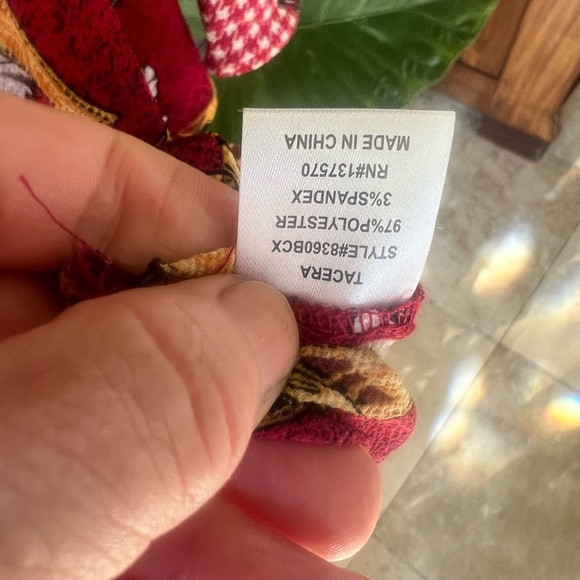 TACERA
STYLE#8360BCX
97%POLYESTER
3%SPANDEX
RN#137570
MADE IN CHINA